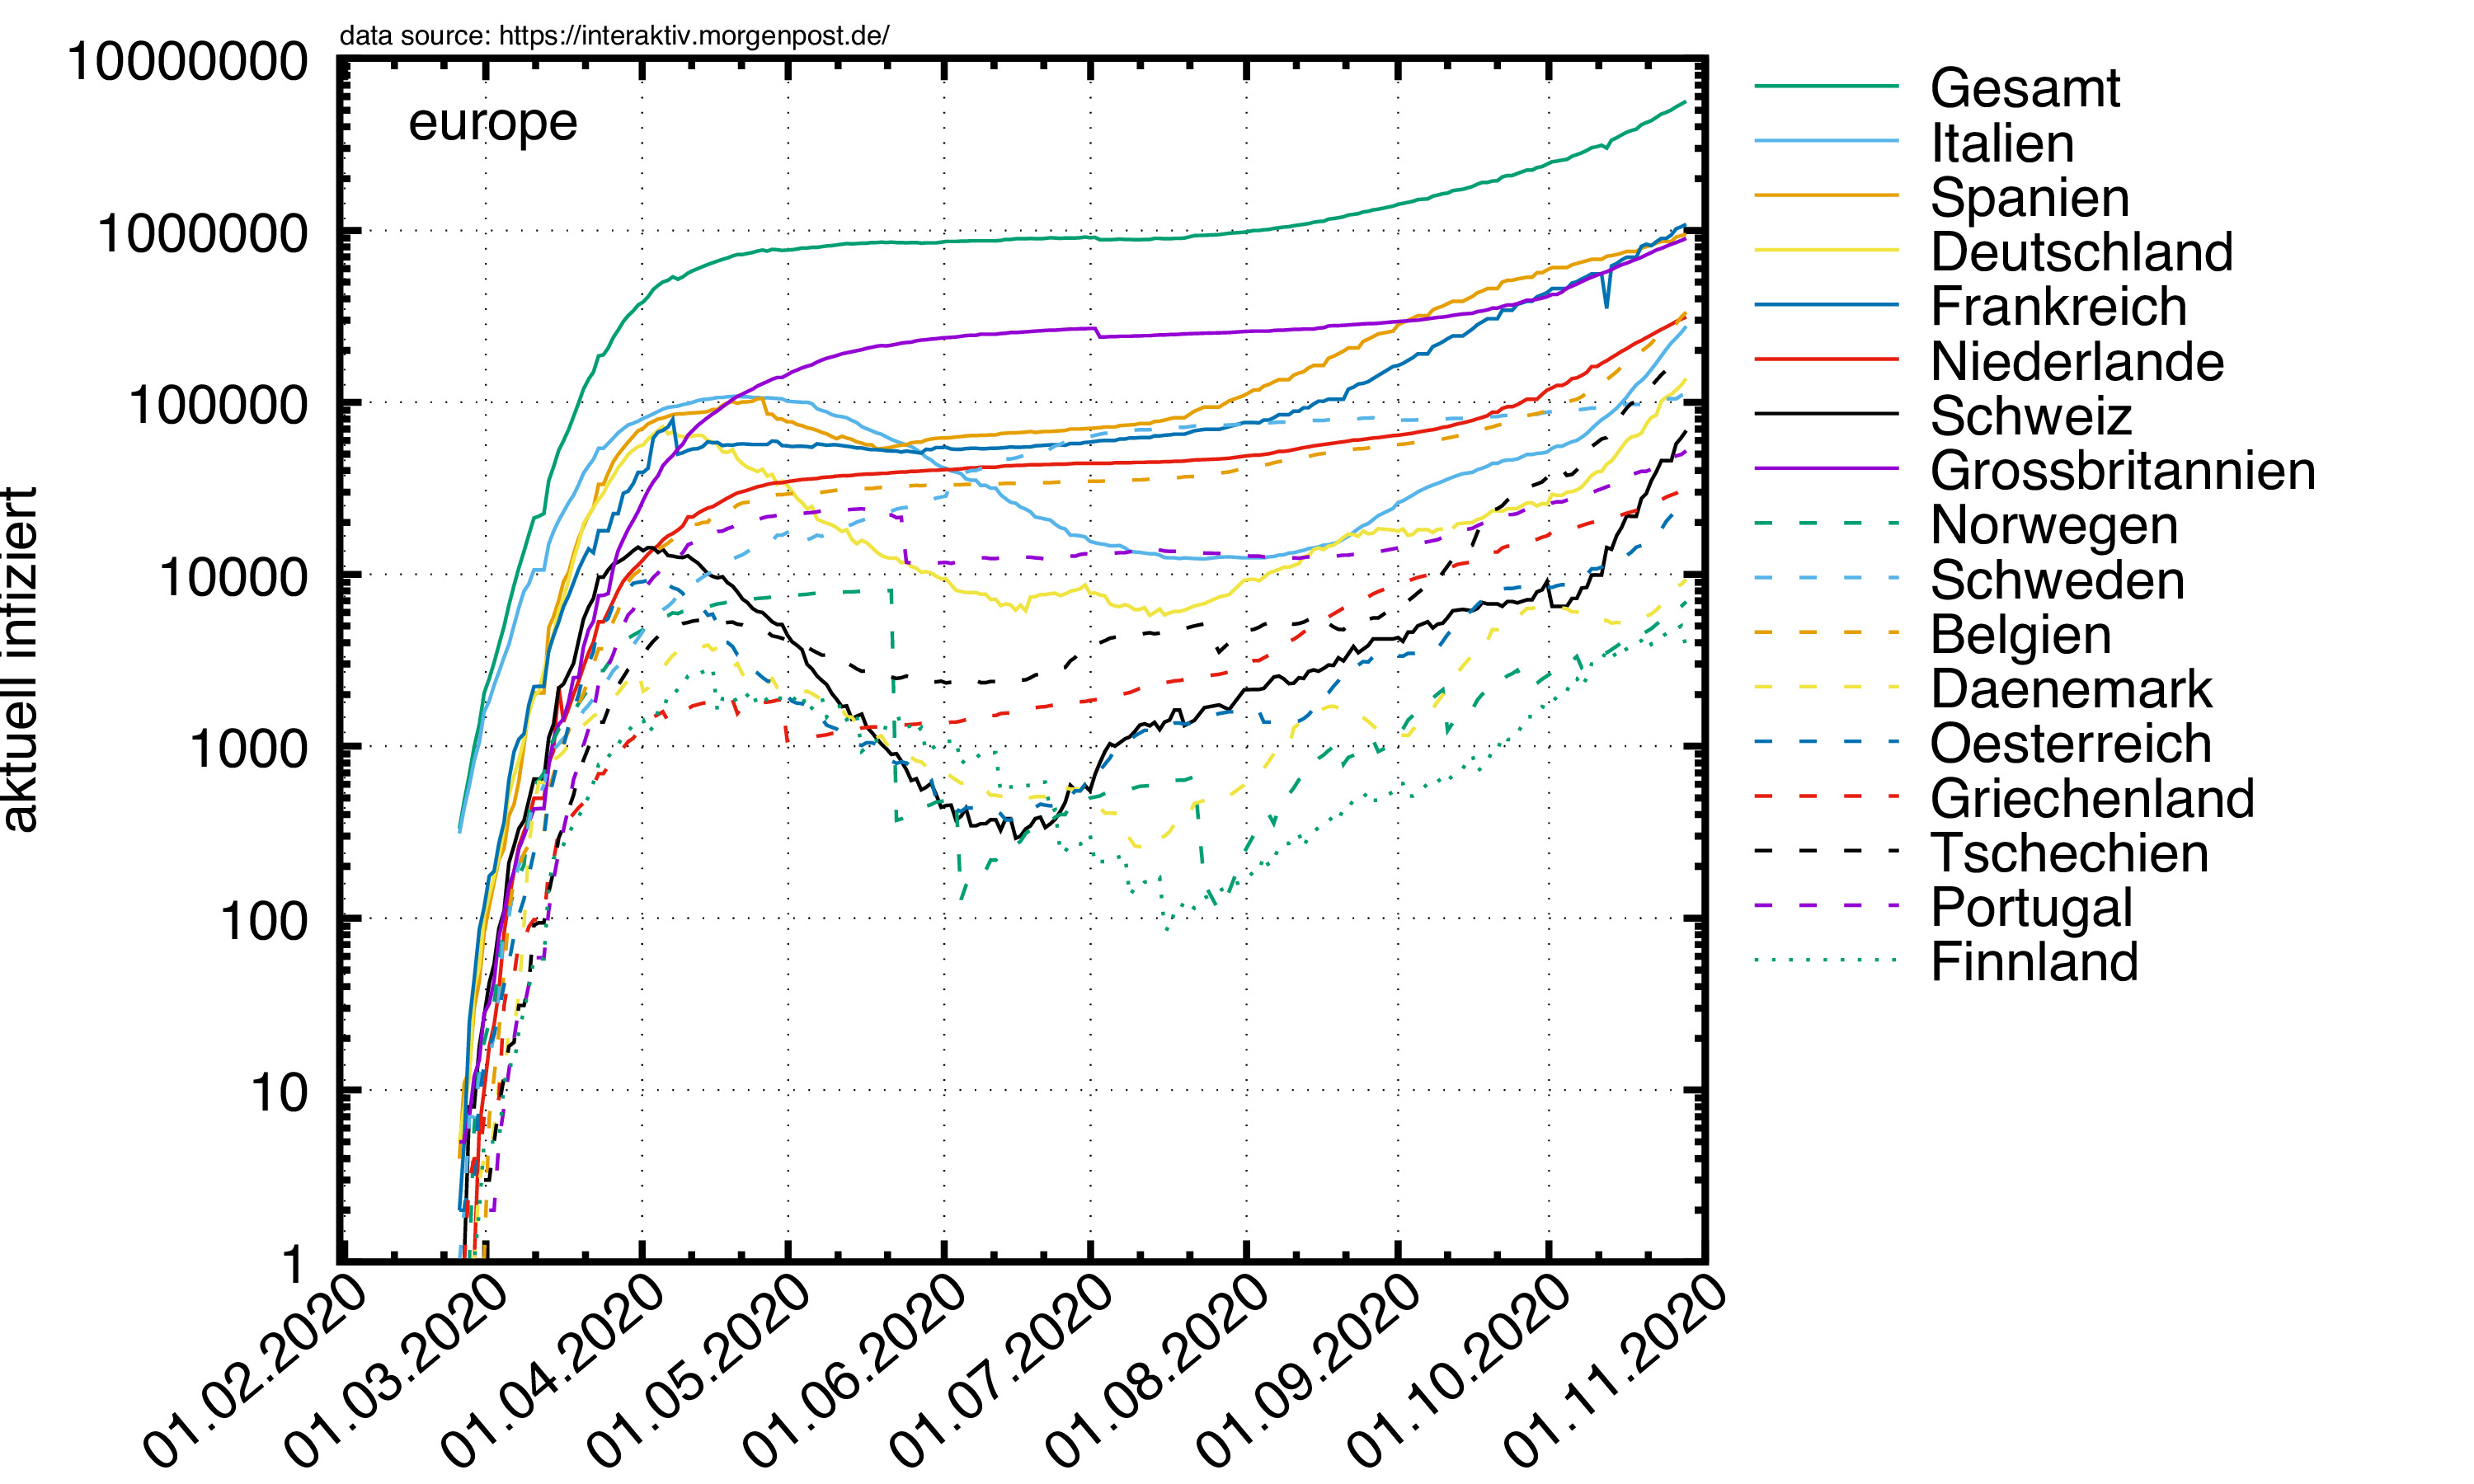 data source: https://interaktiv.morgenpost.de/
europe
aktuell infiziert
10000000
1000000
100000
10000
1000
100
10
1
01.02.2020
01.03.2020
01.04.2020
01.05.2020
01.06.2020
01.07.2020
01.08.2020
01.09.2020
01.10.2020
01.11.2020
Gesamt
Italien
Spanien
Deutschland
Frankreich
Niederlande
Schweiz
Grossbritannien
Norwegen
Schweden
Belgien
Daenemark
Oesterreich
Griechenland
Tschechien
Portugal
Finnland